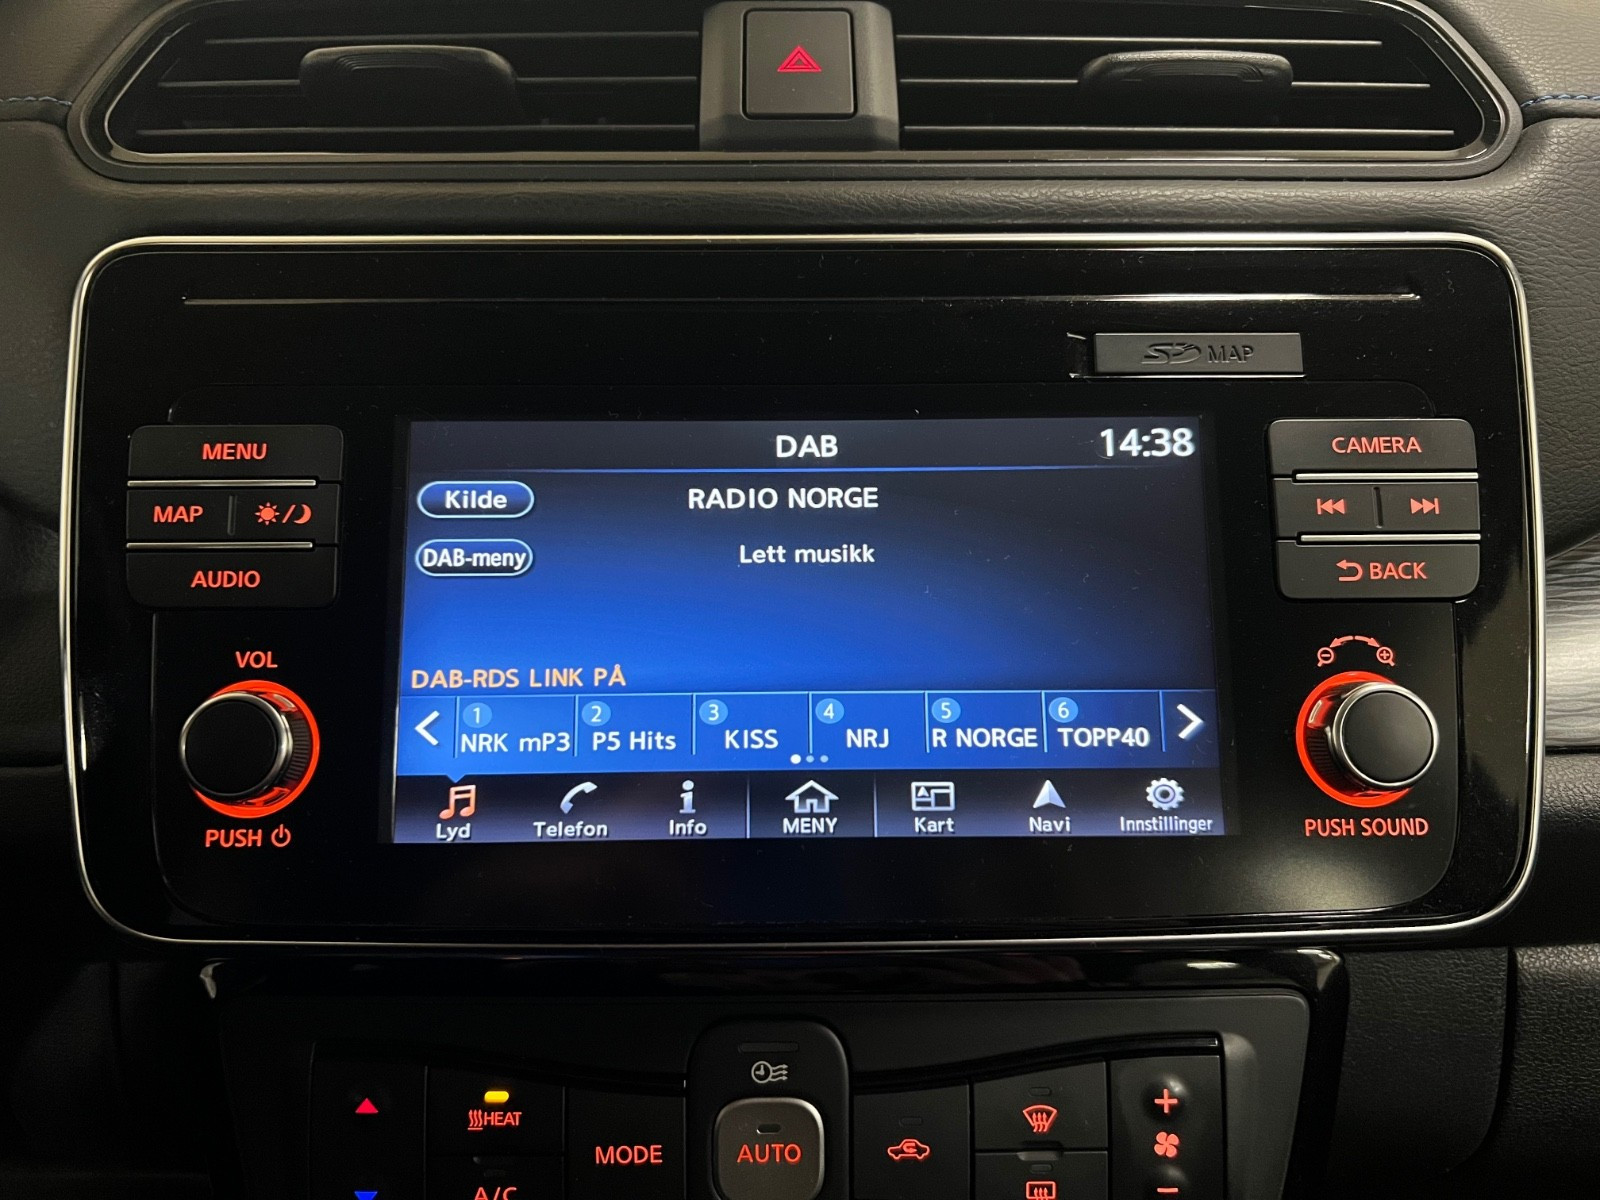 SD MAP
MENU
MAP
AUDIO
VOL
PUSH
DAB
14:38
Kilde
RADIO NORGE
DAB-meny
Lett musikk
DAB-RDS LINK PÅ
1 2 3 4 5 6
NRK mP3 P5 Hits KISS NRJ R NORGE TOPP40
Lyd Telefon Info MENY Kart Navi Innstillinger
CAMERA
BACK
PUSH SOUND
HEAT
MODE
AUTO
A/C